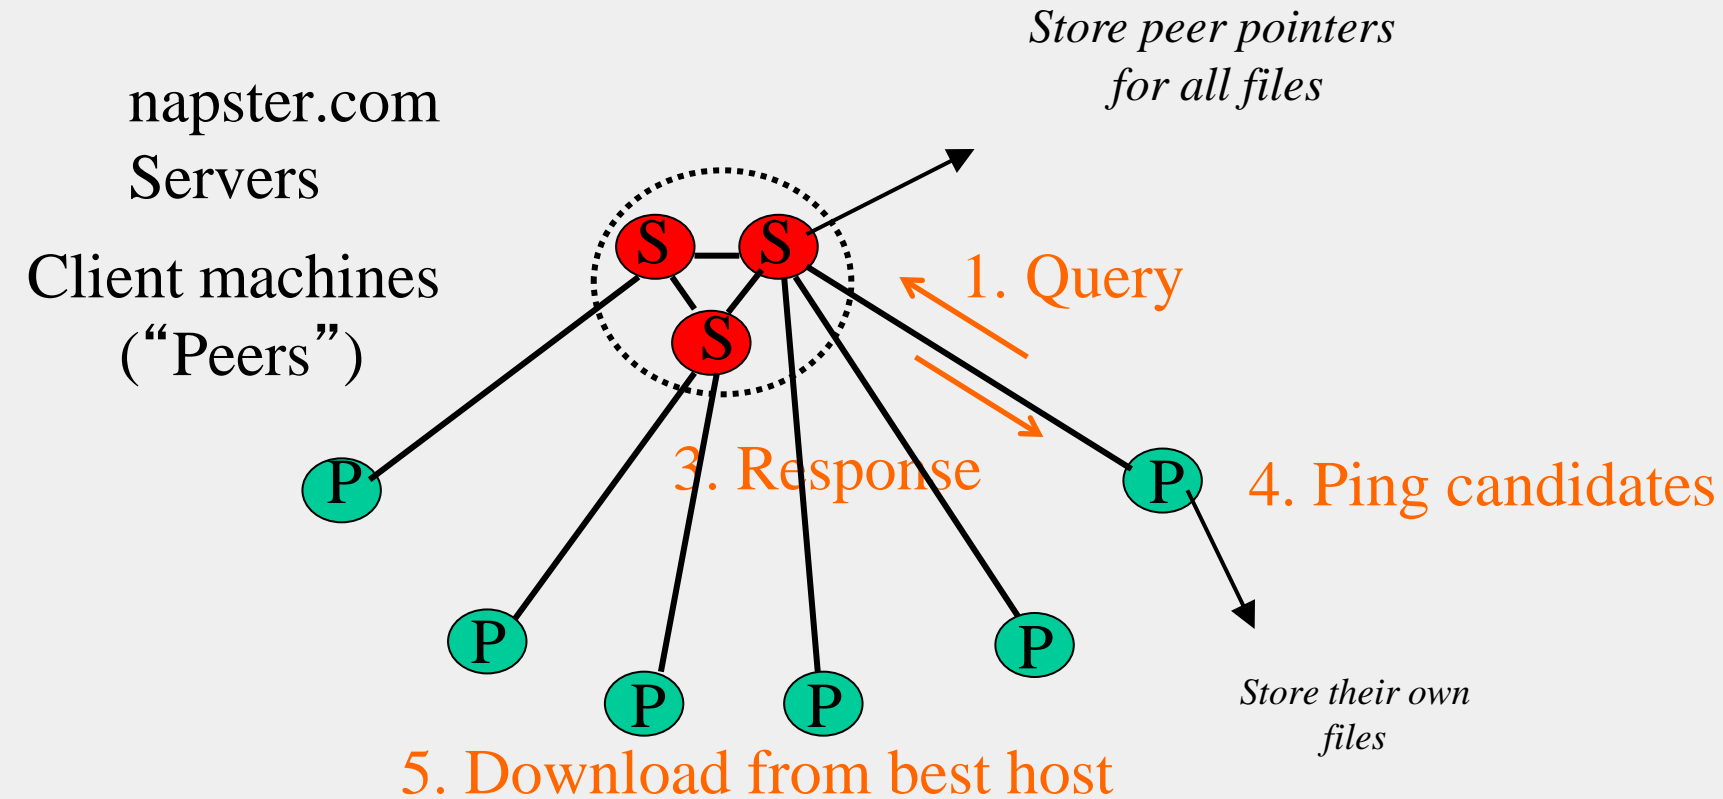 Store peer pointers
for all files
napster.com
Servers
Client machines
(“Peers”)
S
S
S
1. Query
3. Response
P
P
4. Ping candidates
P
P
P
P
Store their own
files
5. Download from best host